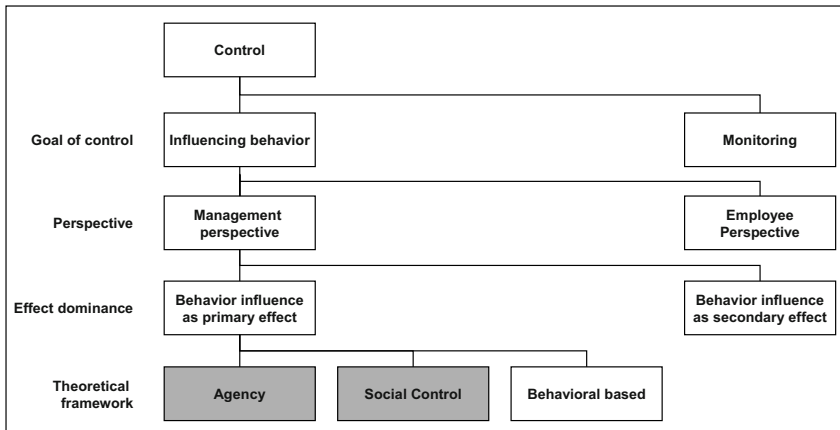 Control
Goal of control
Influencing behavior
Monitoring
Perspective
Management
perspective
Employee
Perspective
Effect dominance
Behavior influence
as primary effect
Behavior influence
as secondary effect
Theoretical
framework
Agency
Social Control
Behavioral based